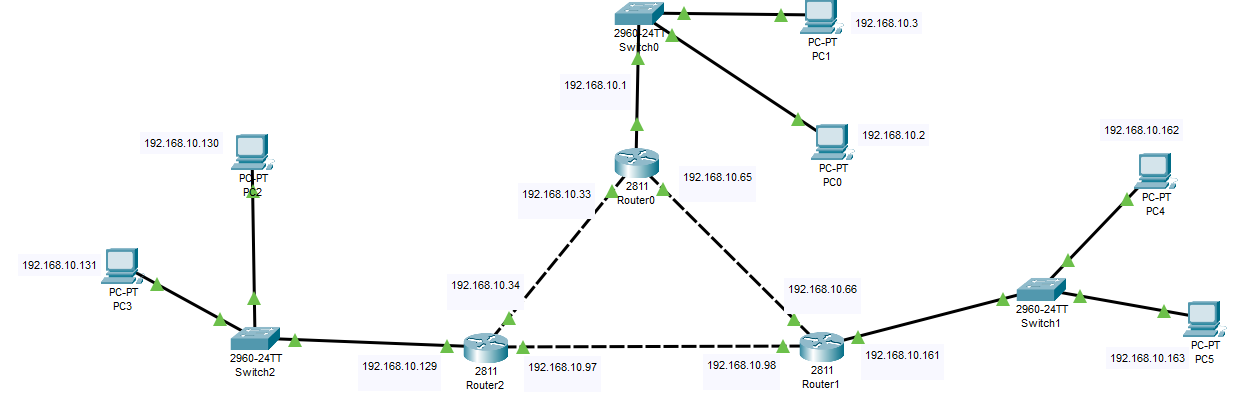 2960-24TT
Switch0
PC-PT
PC1
192.168.10.3
192.168.10.1
192.168.10.130
PC-PT
PC2
192.168.10.2
PC-PT
PC0
192.168.10.162
PC-PT
PC4
2811
Router0
192.168.10.33
192.168.10.65
192.168.10.131
PC-PT
PC3
192.168.10.34
192.168.10.66
2960-24TT
Switch1
2960-24TT
Switch2
192.168.10.129
2811
Router2
192.168.10.97
192.168.10.98
2811
Router1
192.168.10.161
192.168.10.163
PC-PT
PC5